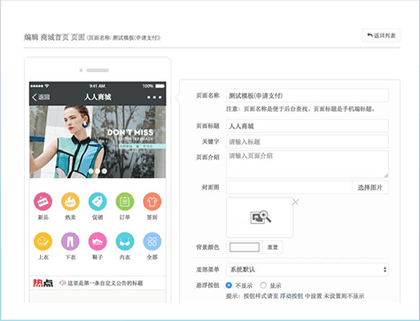 编辑 商城首页 页面 (页面名称: 测试模板(申请支付))
返回列表
9:41 AM
100%
返回
人人商城
DON'T MISS
新品
热卖
促销
订单
签到
上衣
下衣
鞋子
内衣
全部
热点
这里是第一条自定义公告的标题
页面名称
测试模板(申请支付)
注意：页面名称是便于后台查找，页面标题是手机端标题。
页面标题
人人商城
关键字
请输入标题
页面介绍
请输入页面介绍
封面图
选择图片
背景颜色
重置
底部菜单
系统默认
悬浮按钮
不显示
显示
提示：按钮样式请至 浮动按钮 中设置 未设置则不显示